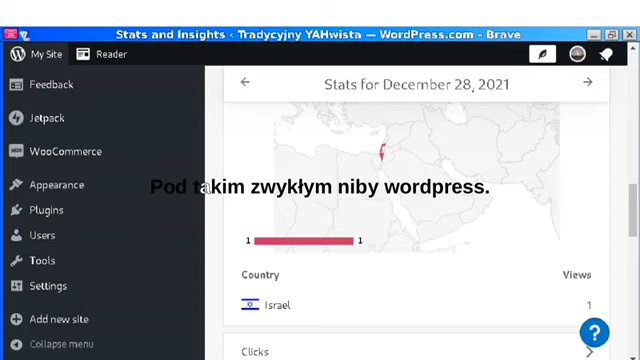 Stats and Insights ‹ Tradycyjny YAHwista — WordPress.com - Brave
My Site
Reader
Feedback
Jetpack
WooCommerce
Appearance
Plugins
Users
Tools
Settings
Add new site
Collapse menu
Stats for December 28, 2021
Pod takim zwykłym niby wordpress.
1 1
Country Views
Israel 1
Clicks
?